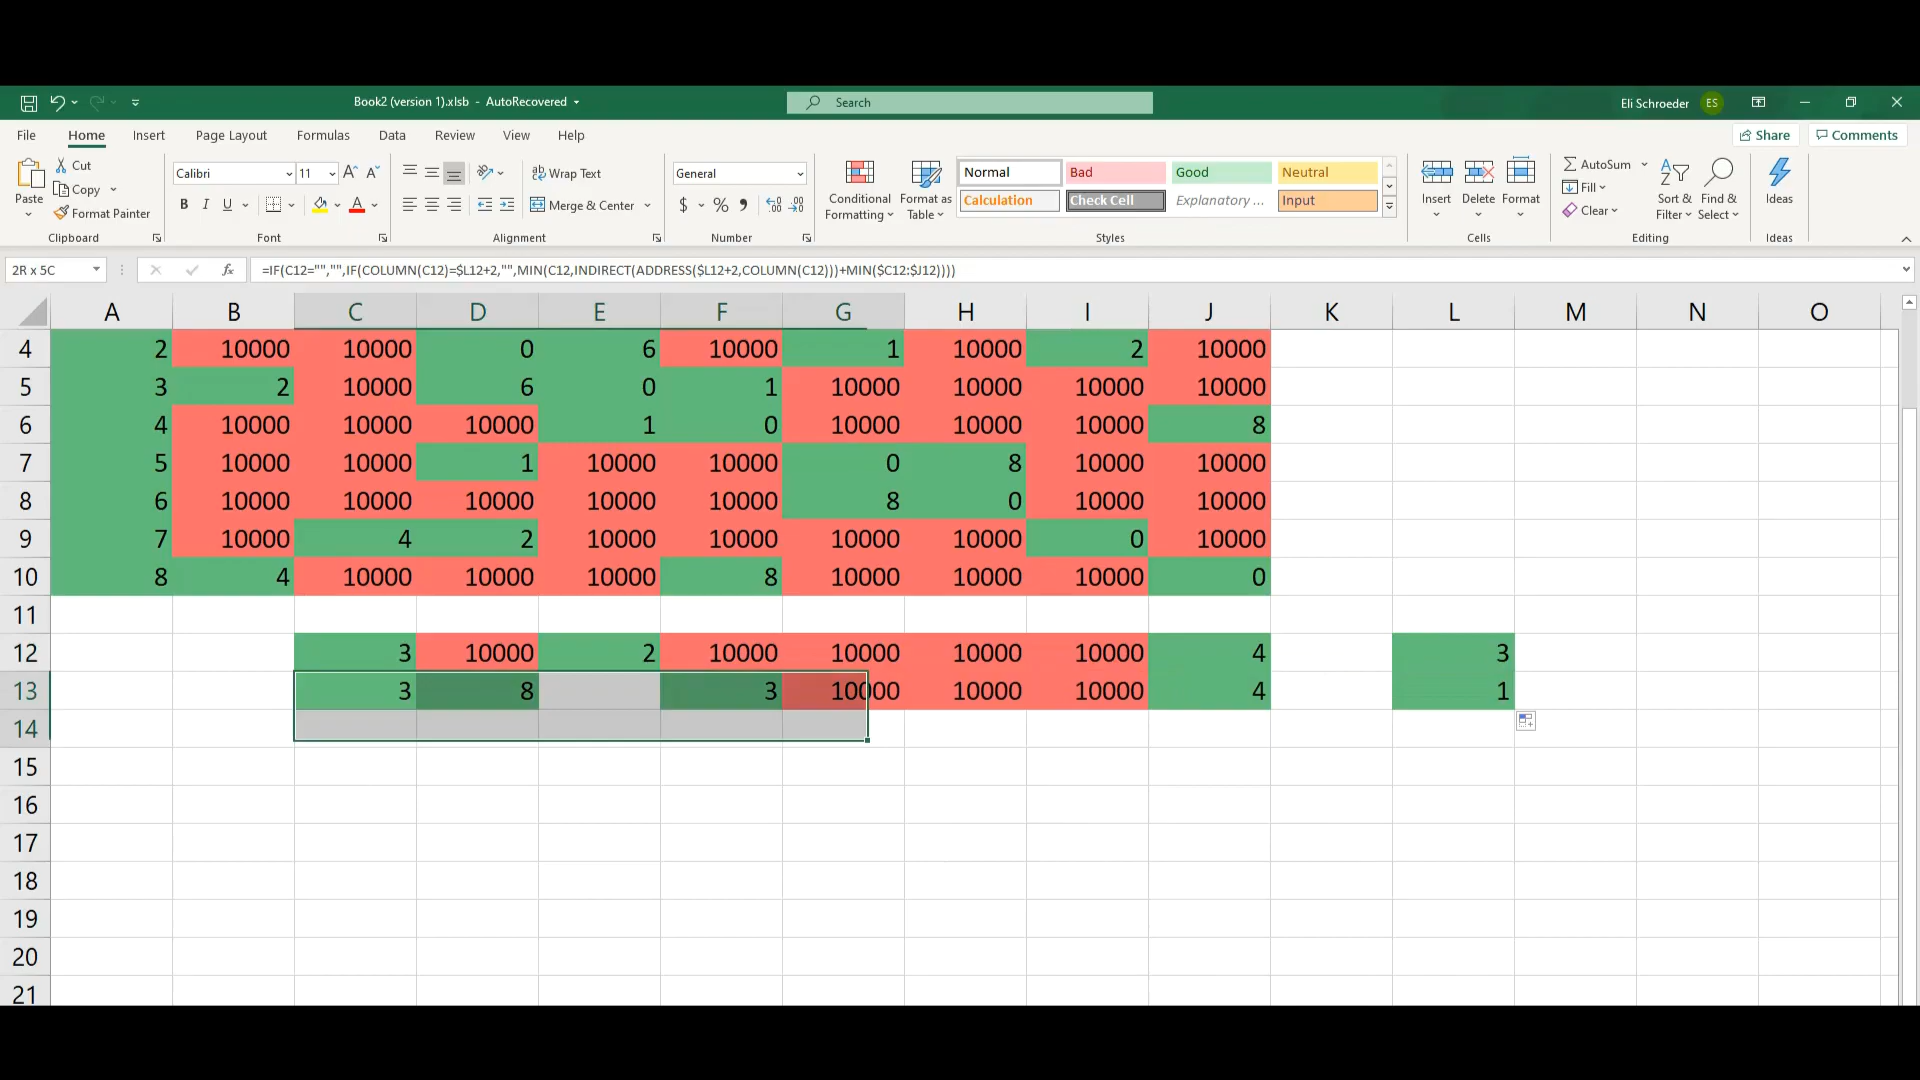 Book2 (version 1).xlsb - AutoRecovered
Search
Eli Schroeder
ES
File Home Insert Page Layout Formulas Data Review View Help
Share
Comments
Paste
Cut
Copy
Format Painter
Clipboard
Calibri 11
B I U
Font
Wrap Text
Merge & Center
Alignment
General
$ % 9
Number
Conditional Formatting
Format as Table
Normal Bad Good Neutral
Calculation Check Cell Explanatory ... Input
Styles
Insert Delete Format
Cells
AutoSum
Fill
Clear
Sort & Filter
Find & Select
Editing
Ideas
Ideas
2R x 5C
fx
=IF(C12="","",IF(COLUMN(C12)=$L12+2,"",MIN(C12,INDIRECT(ADDRESS($L12+2,COLUMN(C12)))+MIN($C12:$J12))))
A B C D E F G H I J K L M N O
4 2 10000 10000 0 6 10000 1 10000 2 10000
5 3 2 10000 6 0 1 10000 10000 10000 10000
6 4 10000 10000 10000 1 0 10000 10000 10000 8
7 5 10000 10000 1 10000 10000 0 8 10000 10000
8 6 10000 10000 10000 10000 10000 8 0 10000 10000
9 7 10000 4 2 10000 10000 10000 10000 0 10000
10 8 4 10000 10000 10000 8 10000 10000 10000 0
11
12 3 10000 2 10000 10000 10000 10000 4 3
13 3 8 3 10000 10000 10000 4 1
14
15
16
17
18
19
20
21